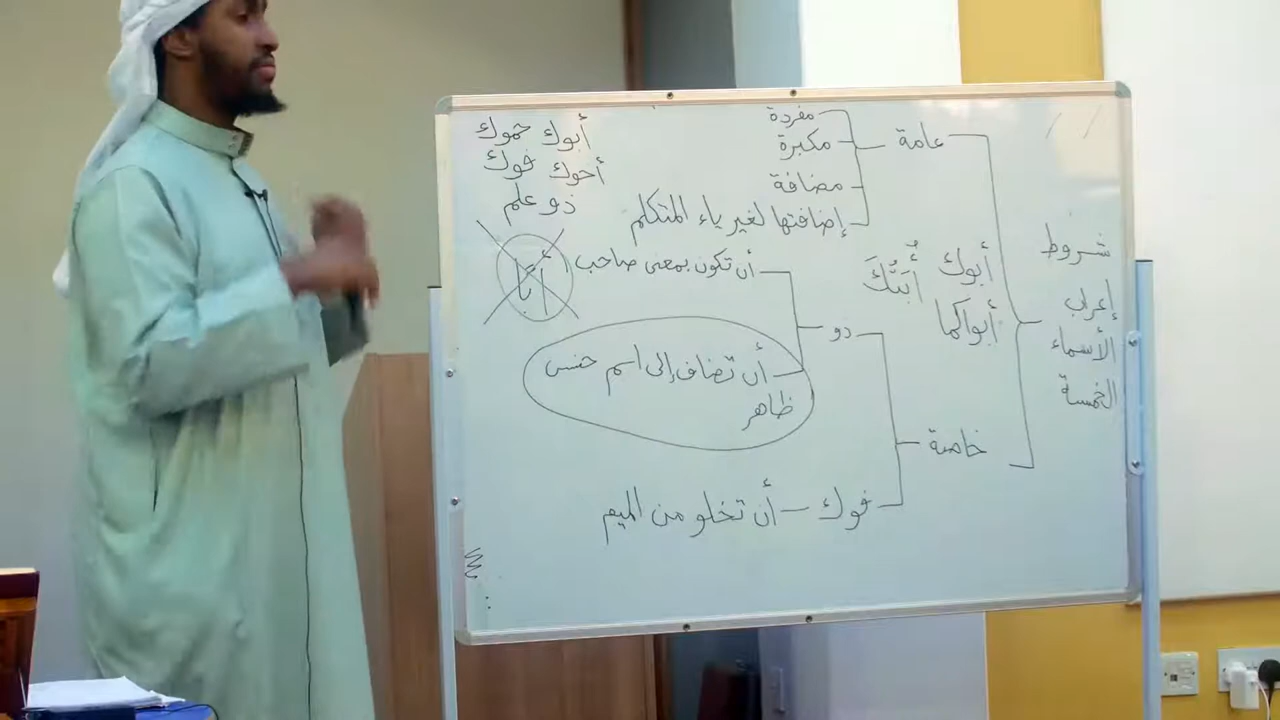 شروط
إعراب
الأسماء
الخمسة
عامة
مفردة
مكبرة
مضافة
إضافتها لغير ياء المتكلم
أبوك أُبَيُّكَ
أبواكما
خاصة
ذو
أن تكون بمعنى صاحب
أن تضاف إلى اسم جنس
ظاهر
فوك - أن تخلو من الميم
أبوك حموك
أخوك فوك
ذو علم